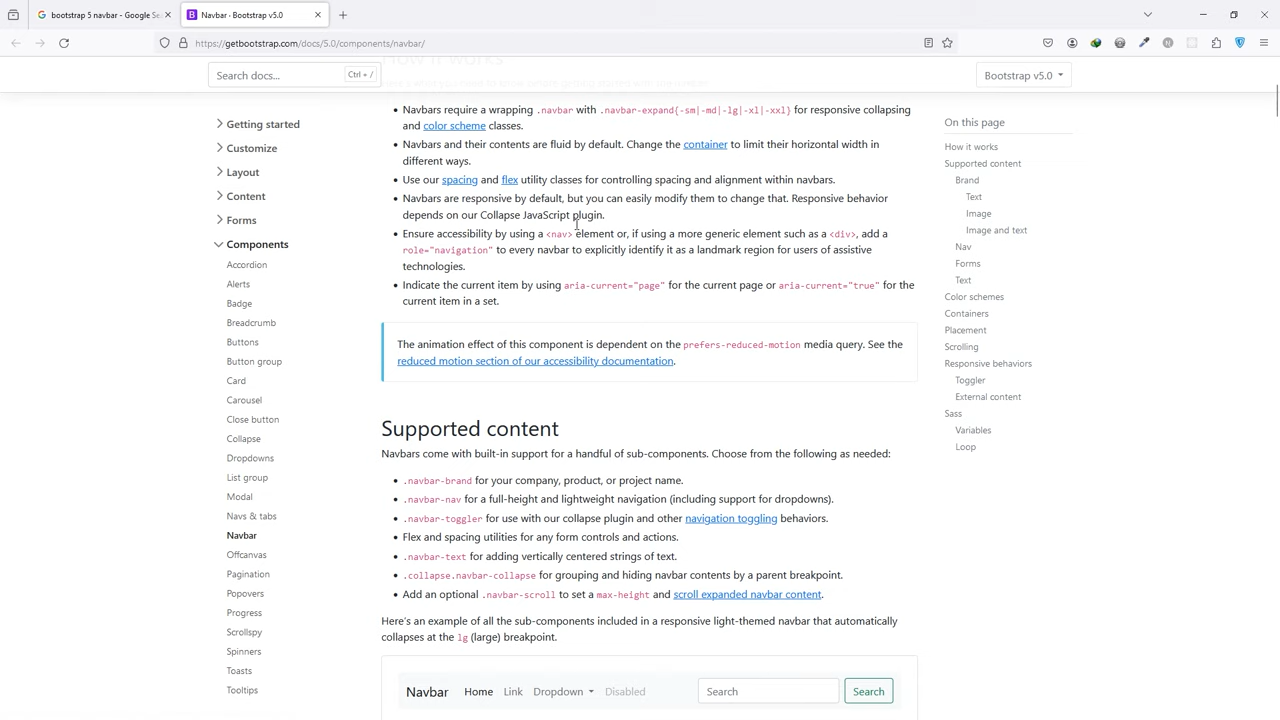 bootstrap 5 navbar - Google Se
Navbar · Bootstrap v5.0
https://getbootstrap.com/docs/5.0/components/navbar/
Search docs...
Ctrl + /
Bootstrap v5.0
How it works
Getting started
Customize
Layout
Content
Forms
Components
Accordion
Alerts
Badge
Breadcrumb
Buttons
Button group
Card
Carousel
Close button
Collapse
Dropdowns
List group
Modal
Navs & tabs
Navbar
Offcanvas
Pagination
Popovers
Progress
Scrollspy
Spinners
Toasts
Tooltips
Navbars require a wrapping .navbar with .navbar-expand{-sm|-md|-lg|-xl|-xxl} for responsive collapsing
and color scheme classes.
Navbars and their contents are fluid by default. Change the container to limit their horizontal width in
different ways.
Use our spacing and flex utility classes for controlling spacing and alignment within navbars.
Navbars are responsive by default, but you can easily modify them to change that. Responsive behavior
depends on our Collapse JavaScript plugin.
Ensure accessibility by using a <nav> element or, if using a more generic element such as a <div>, add a
role="navigation" to every navbar to explicitly identify it as a landmark region for users of assistive
technologies.
Indicate the current item by using aria-current="page" for the current page or aria-current="true" for the
current item in a set.
The animation effect of this component is dependent on the prefers-reduced-motion media query. See the
reduced motion section of our accessibility documentation.
Supported content
Navbars come with built-in support for a handful of sub-components. Choose from the following as needed:
.navbar-brand for your company, product, or project name.
.navbar-nav for a full-height and lightweight navigation (including support for dropdowns).
.navbar-toggler for use with our collapse plugin and other navigation toggling behaviors.
Flex and spacing utilities for any form controls and actions.
.navbar-text for adding vertically centered strings of text.
.collapse.navbar-collapse for grouping and hiding navbar contents by a parent breakpoint.
Add an optional .navbar-scroll to set a max-height and scroll expanded navbar content.
Here's an example of all the sub-components included in a responsive light-themed navbar that automatically
collapses at the lg (large) breakpoint.
Navbar Home Link Dropdown Disabled Search Search
On this page
How it works
Supported content
Brand
Text
Image
Image and text
Nav
Forms
Text
Color schemes
Containers
Placement
Scrolling
Responsive behaviors
Toggler
External content
Sass
Variables
Loop